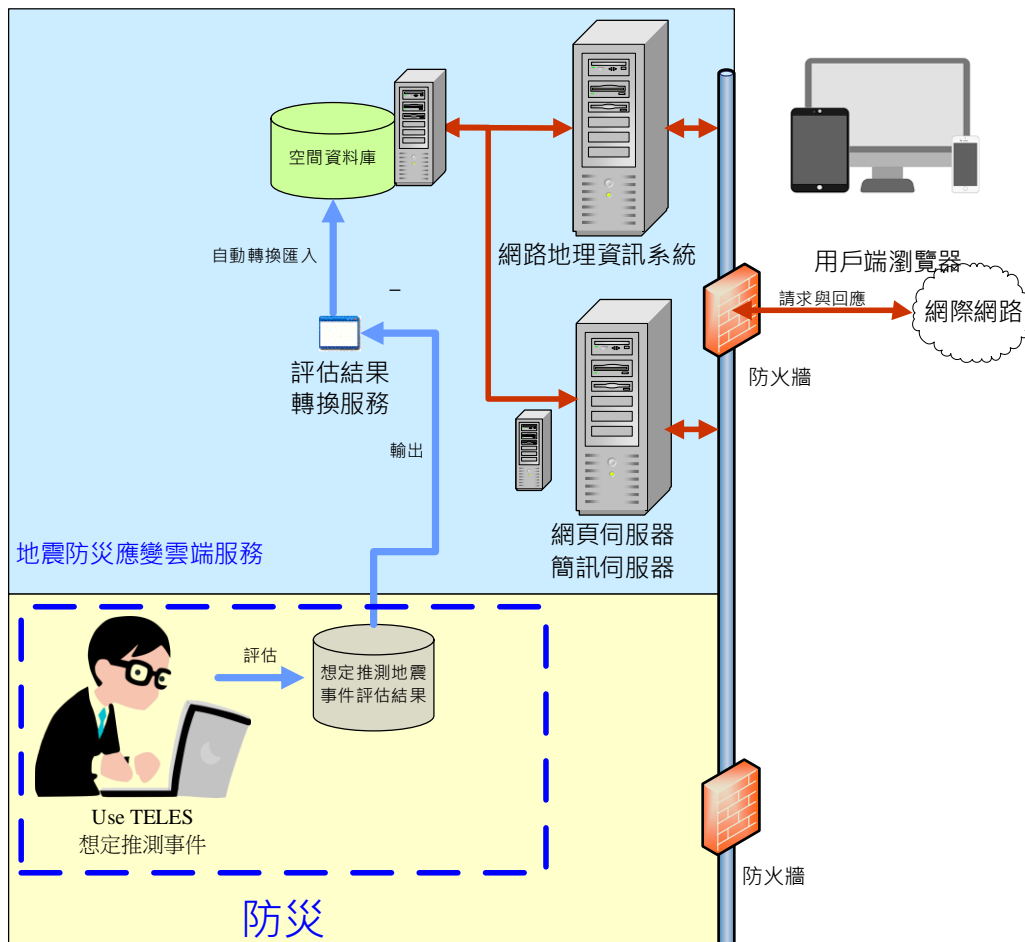 空間資料庫
自動轉換匯入
網路地理資訊系統
用戶端瀏覽器
請求與回應
網際網路
防火牆
評估結果
轉換服務
輸出
網頁伺服器
簡訊伺服器
地震防災應變雲端服務
評估
想定推測地震
事件評估結果
Use TELES
想定推測事件
防火牆
防災